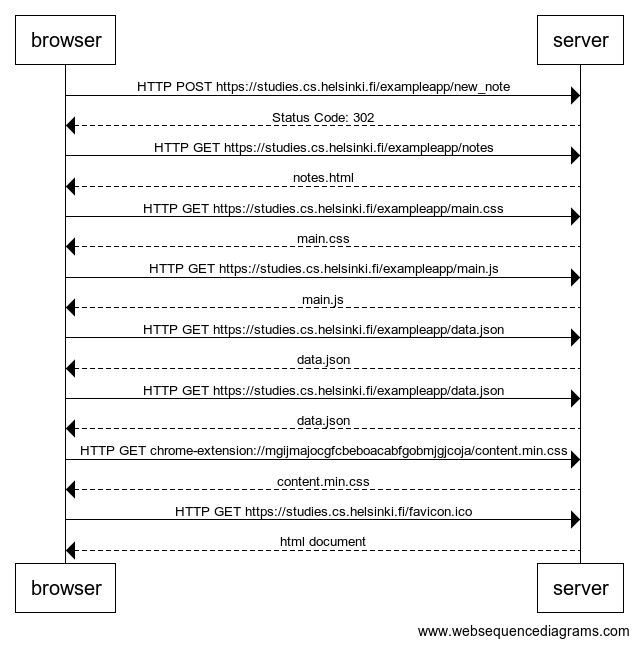 browser server
HTTP POST https://studies.cs.helsinki.fi/exampleapp/new_note
Status Code: 302
HTTP GET https://studies.cs.helsinki.fi/exampleapp/notes
notes.html
HTTP GET https://studies.cs.helsinki.fi/exampleapp/main.css
main.css
HTTP GET https://studies.cs.helsinki.fi/exampleapp/main.js
main.js
HTTP GET https://studies.cs.helsinki.fi/exampleapp/data.json
data.json
HTTP GET https://studies.cs.helsinki.fi/exampleapp/data.json
data.json
HTTP GET chrome-extension://mgijmajocgfcbeboacabfgobmjgjcoja/content.min.css
content.min.css
HTTP GET https://studies.cs.helsinki.fi/favicon.ico
html document
browser server
www.websequencediagrams.com